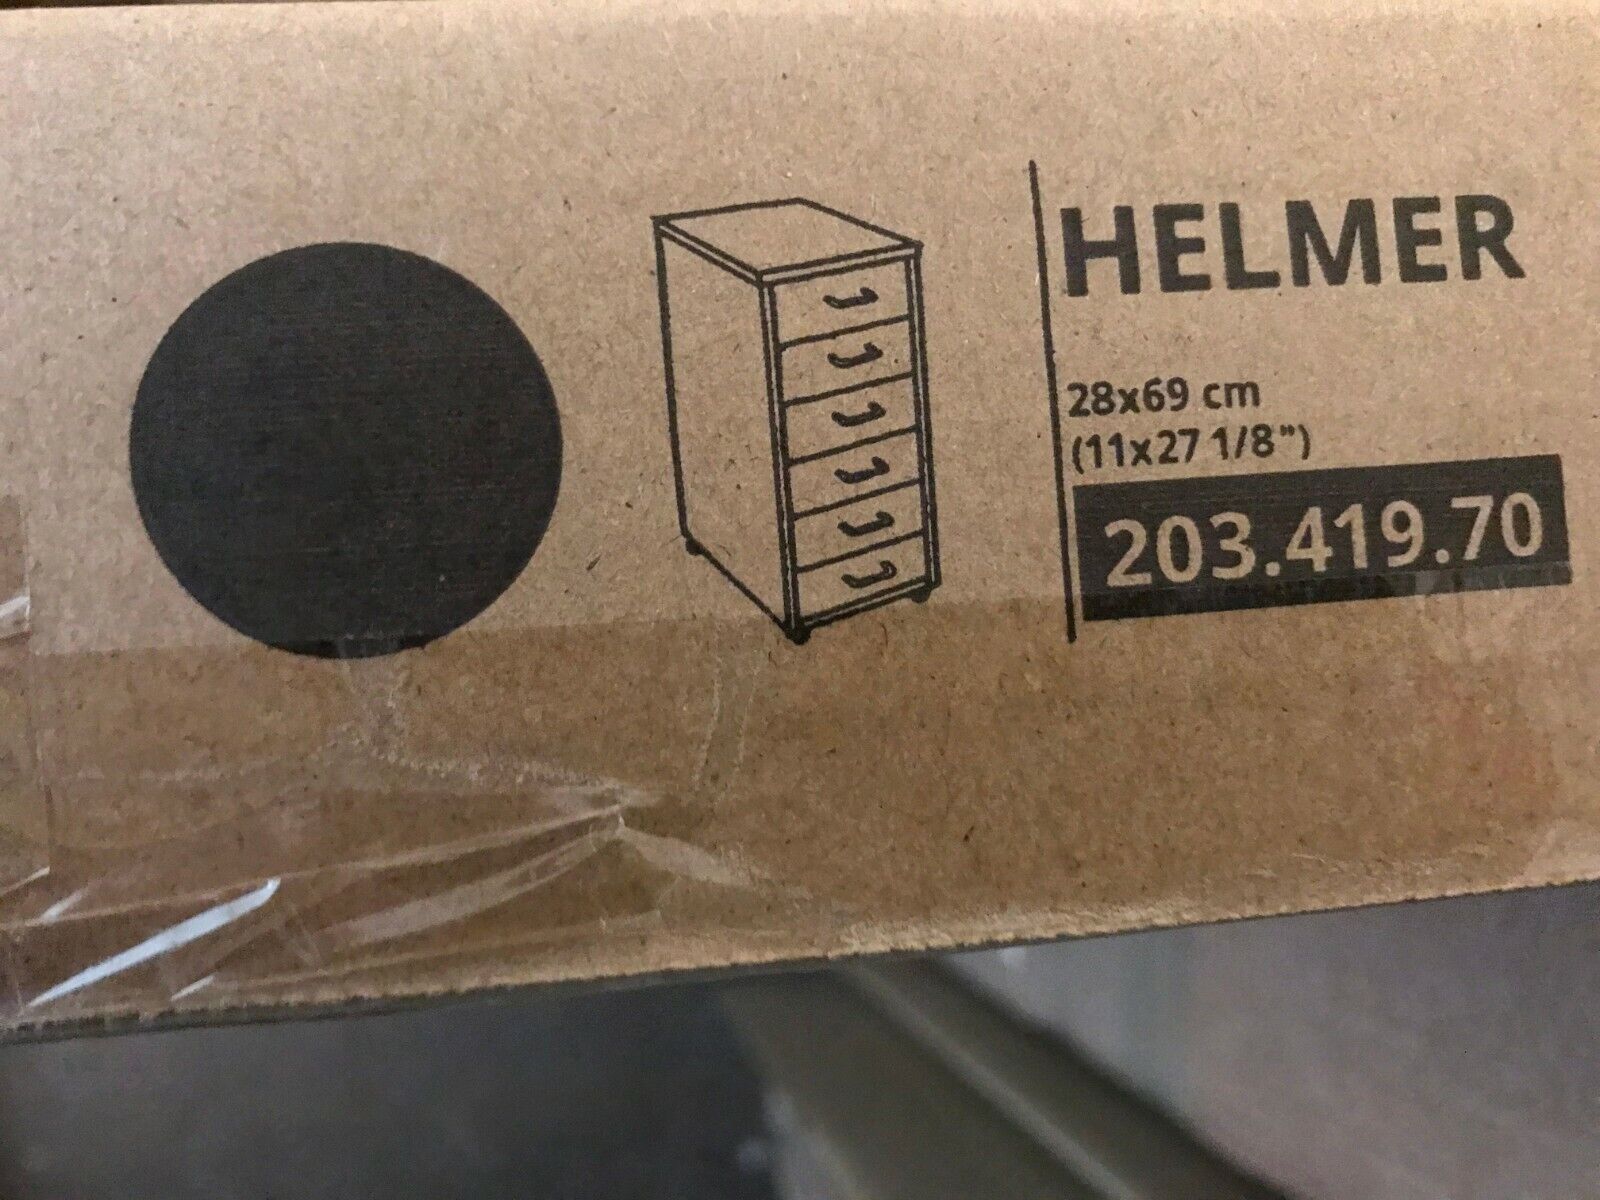 HELMER
28x69 cm
(11x27 1/8")
203.419.70